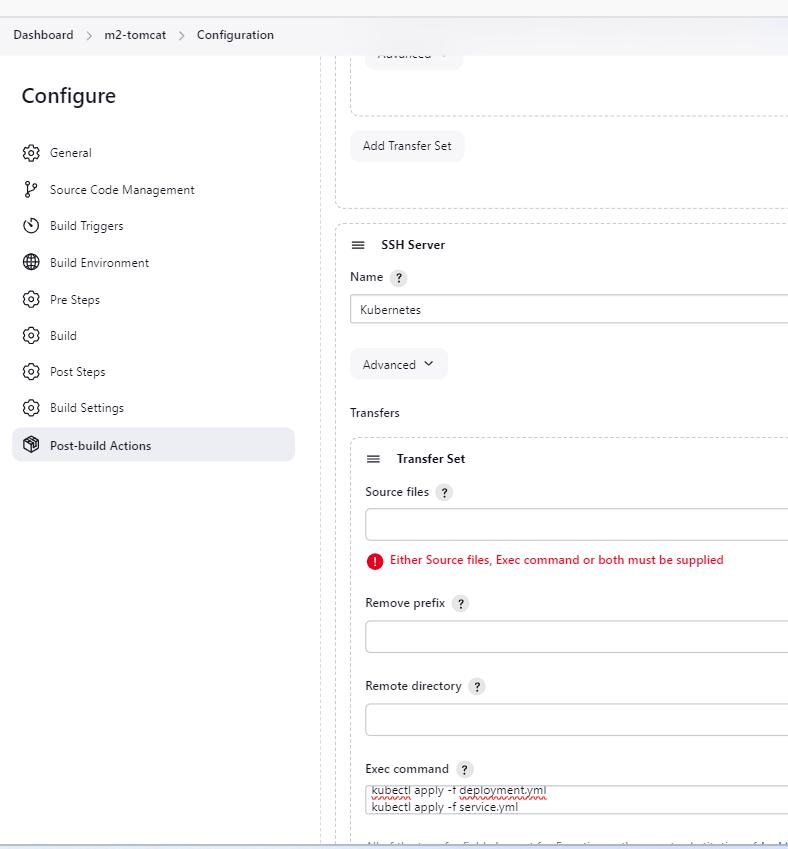 Dashboard > m2-tomcat > Configuration
Configure
General
Source Code Management
Build Triggers
Build Environment
Pre Steps
Build
Post Steps
Build Settings
Post-build Actions
Advanced
Add Transfer Set
SSH Server
Name ?
Kubernetes
Advanced
Transfers
Transfer Set
Source files ?
Either Source files, Exec command or both must be supplied
Remove prefix ?
Remote directory ?
Exec command ?
kubectl apply -f deployment.yml
kubectl apply -f service.yml